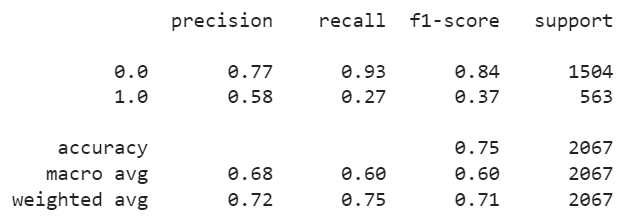 precision recall f1-score support
0.0 0.77 0.93 0.84 1504
1.0 0.58 0.27 0.37 563
accuracy 0.75 2067
macro avg 0.68 0.60 0.60 2067
weighted avg 0.72 0.75 0.71 2067